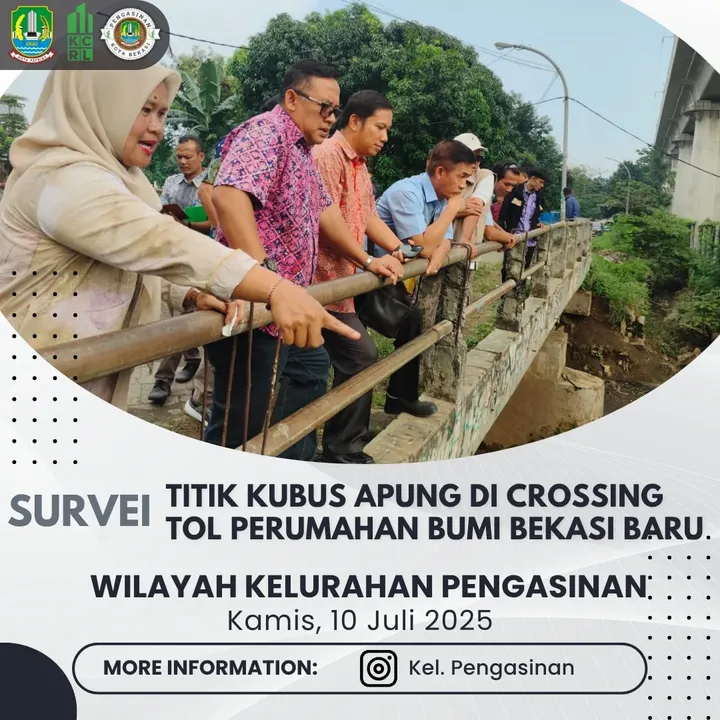 KCRL
PENGASINAN
KOTA BEKASI
SURVEI
TITIK KUBUS APUNG DI CROSSING
TOL PERUMAHAN BUMI BEKASI BARU.
WILAYAH KELURAHAN PENGASINAN
Kamis, 10 Juli 2025
MORE INFORMATION: Kel. Pengasinan